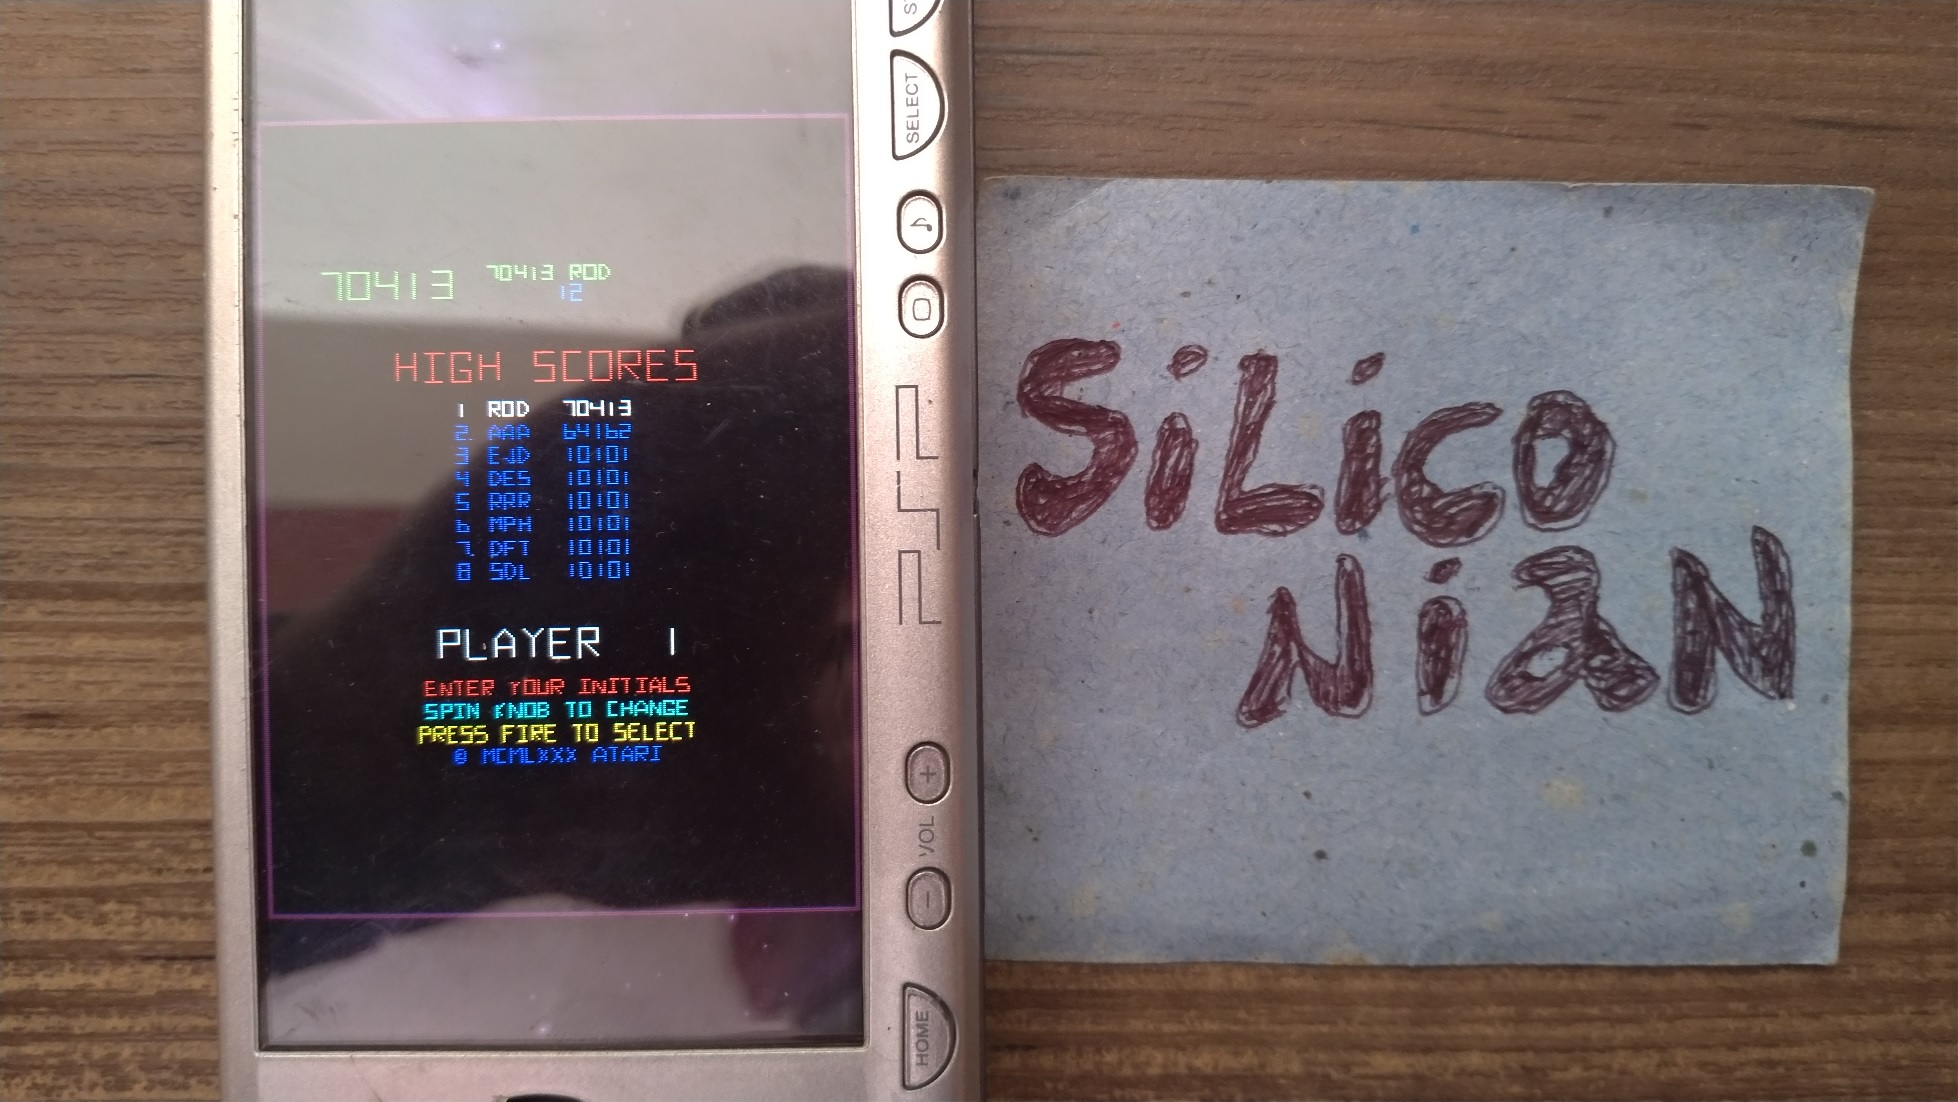 70413 70413 ROD
12
HIGH SCORES
1 ROD 70413
2 AAA 64162
3 EJD 10101
4 DES 10101
5 RRR 10101
6 MPH 10101
7 DFT 10101
8 SDL 10101
PLAYER 1
ENTER YOUR INITIALS
SPIN KNOB TO CHANGE
PRESS FIRE TO SELECT
© MCMLXXX ATARI
SELECT
PSP
+
VOL
-
HOME
SiLico
NiaN